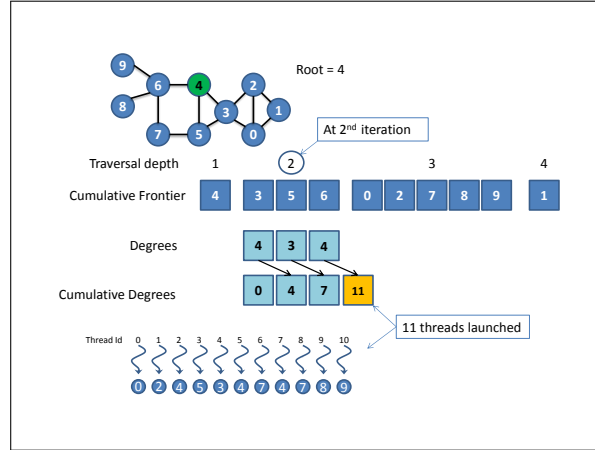 9
6
4
2
Root = 4
8
3
1
7
5
0
At 2nd iteration
Traversal depth 1 2 3 4
Cumulative Frontier 4 3 5 6 0 2 7 8 9 1
Degrees 4 3 4
Cumulative Degrees 0 4 7 11
11 threads launched
Thread Id 0 1 2 3 4 5 6 7 8 9 10
0 2 4 5 3 4 7 4 7 8 9